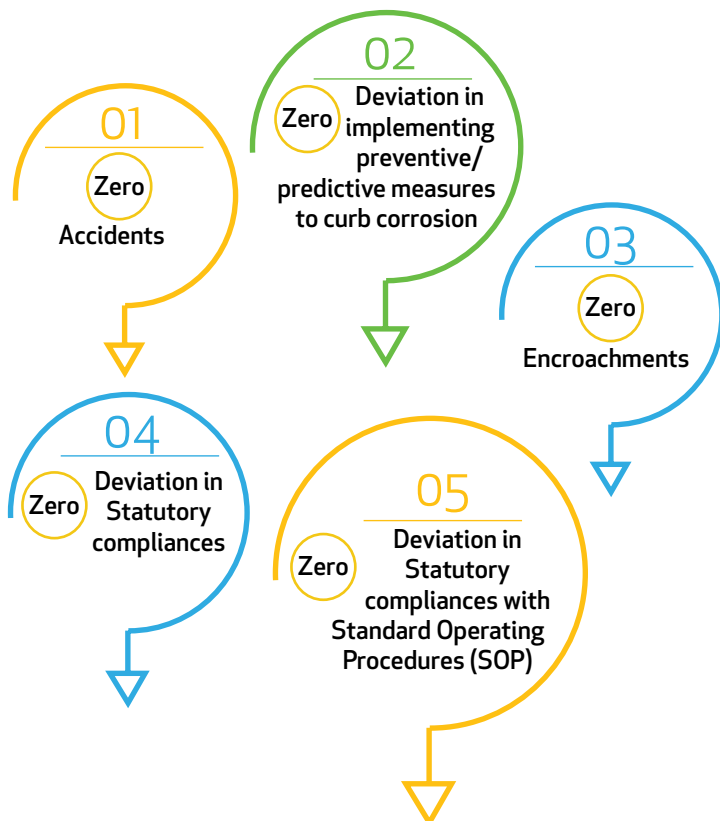 01
Zero
Accidents
02
Zero
Deviation in
implementing
preventive/
predictive measures
to curb corrosion
03
Zero
Encroachments
04
Zero
Deviation in
Statutory
compliances
05
Zero
Deviation in
Statutory
compliances with
Standard Operating
Procedures (SOP)